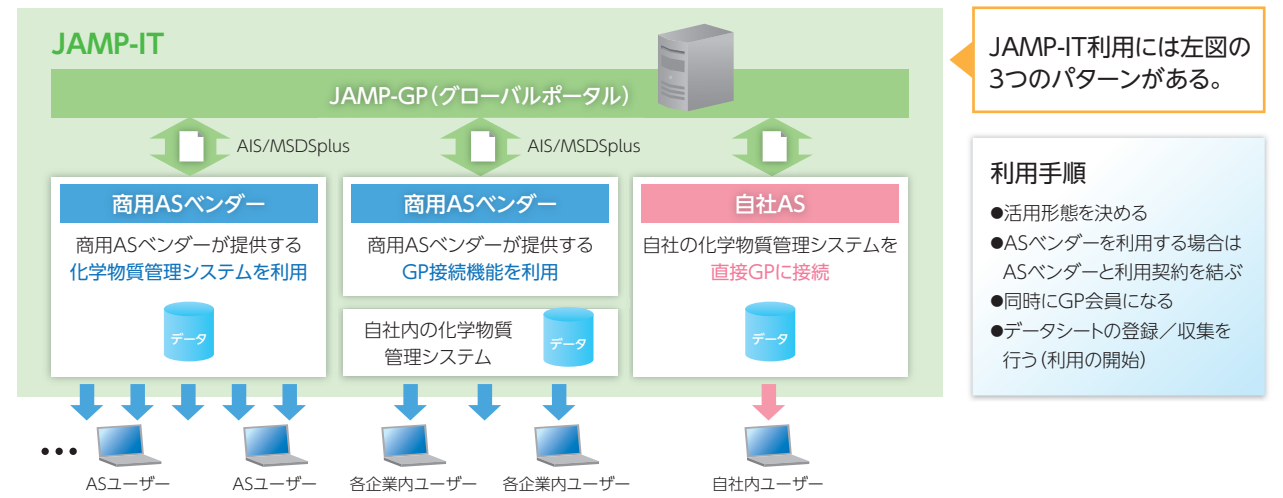 JAMP-IT
JAMP-GP（グローバルポータル）
AIS/MSDSplus
AIS/MSDSplus
商用ASベンダー
商用ASベンダーが提供する
化学物質管理システムを利用
データ
商用ASベンダー
商用ASベンダーが提供する
GP接続機能を利用
自社内の化学物質
管理システム
データ
自社AS
自社の化学物質管理システムを
直接GPに接続
データ
•••
ASユーザー
ASユーザー
各企業内ユーザー
各企業内ユーザー
自社内ユーザー
JAMP-IT利用には左図の
3つのパターンがある。
利用手順
●活用形態を決める
●ASベンダーを利用する場合は
ASベンダーと利用契約を結ぶ
●同時にGP会員になる
●データシートの登録／収集を
行う（利用の開始）